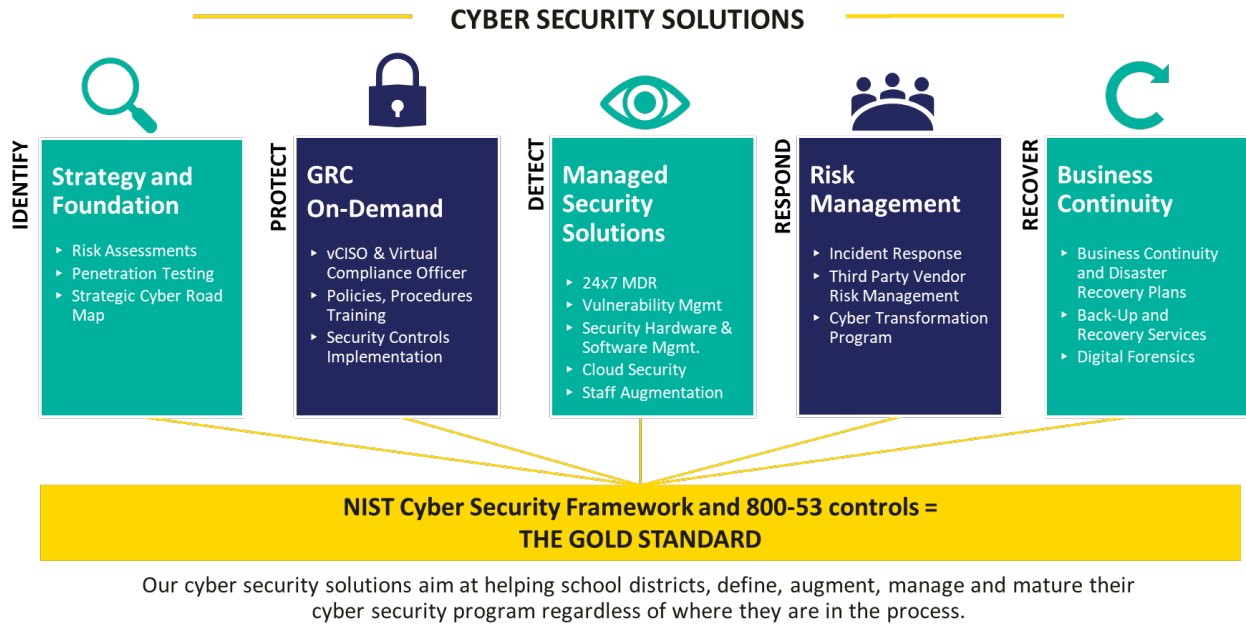 CYBER SECURITY SOLUTIONS
IDENTIFY
Strategy and
Foundation
‣ Risk Assessments
‣ Penetration Testing
‣ Strategic Cyber Road
Map
PROTECT
GRC
On-Demand
‣ vCISO & Virtual
Compliance Officer
‣ Policies, Procedures
Training
‣ Security Controls
Implementation
DETECT
Managed
Security
Solutions
‣ 24x7 MDR
‣ Vulnerability Mgmt
‣ Security Hardware &
Software Mgmt.
‣ Cloud Security
‣ Staff Augmentation
RESPOND
Risk
Management
‣ Incident Response
‣ Third Party Vendor
Risk Management
‣ Cyber Transformation
Program
RECOVER
Business
Continuity
‣ Business Continuity
and Disaster
Recovery Plans
‣ Back-Up and
Recovery Services
‣ Digital Forensics
NIST Cyber Security Framework and 800-53 controls =
THE GOLD STANDARD
Our cyber security solutions aim at helping school districts, define, augment, manage and mature their
cyber security program regardless of where they are in the process.